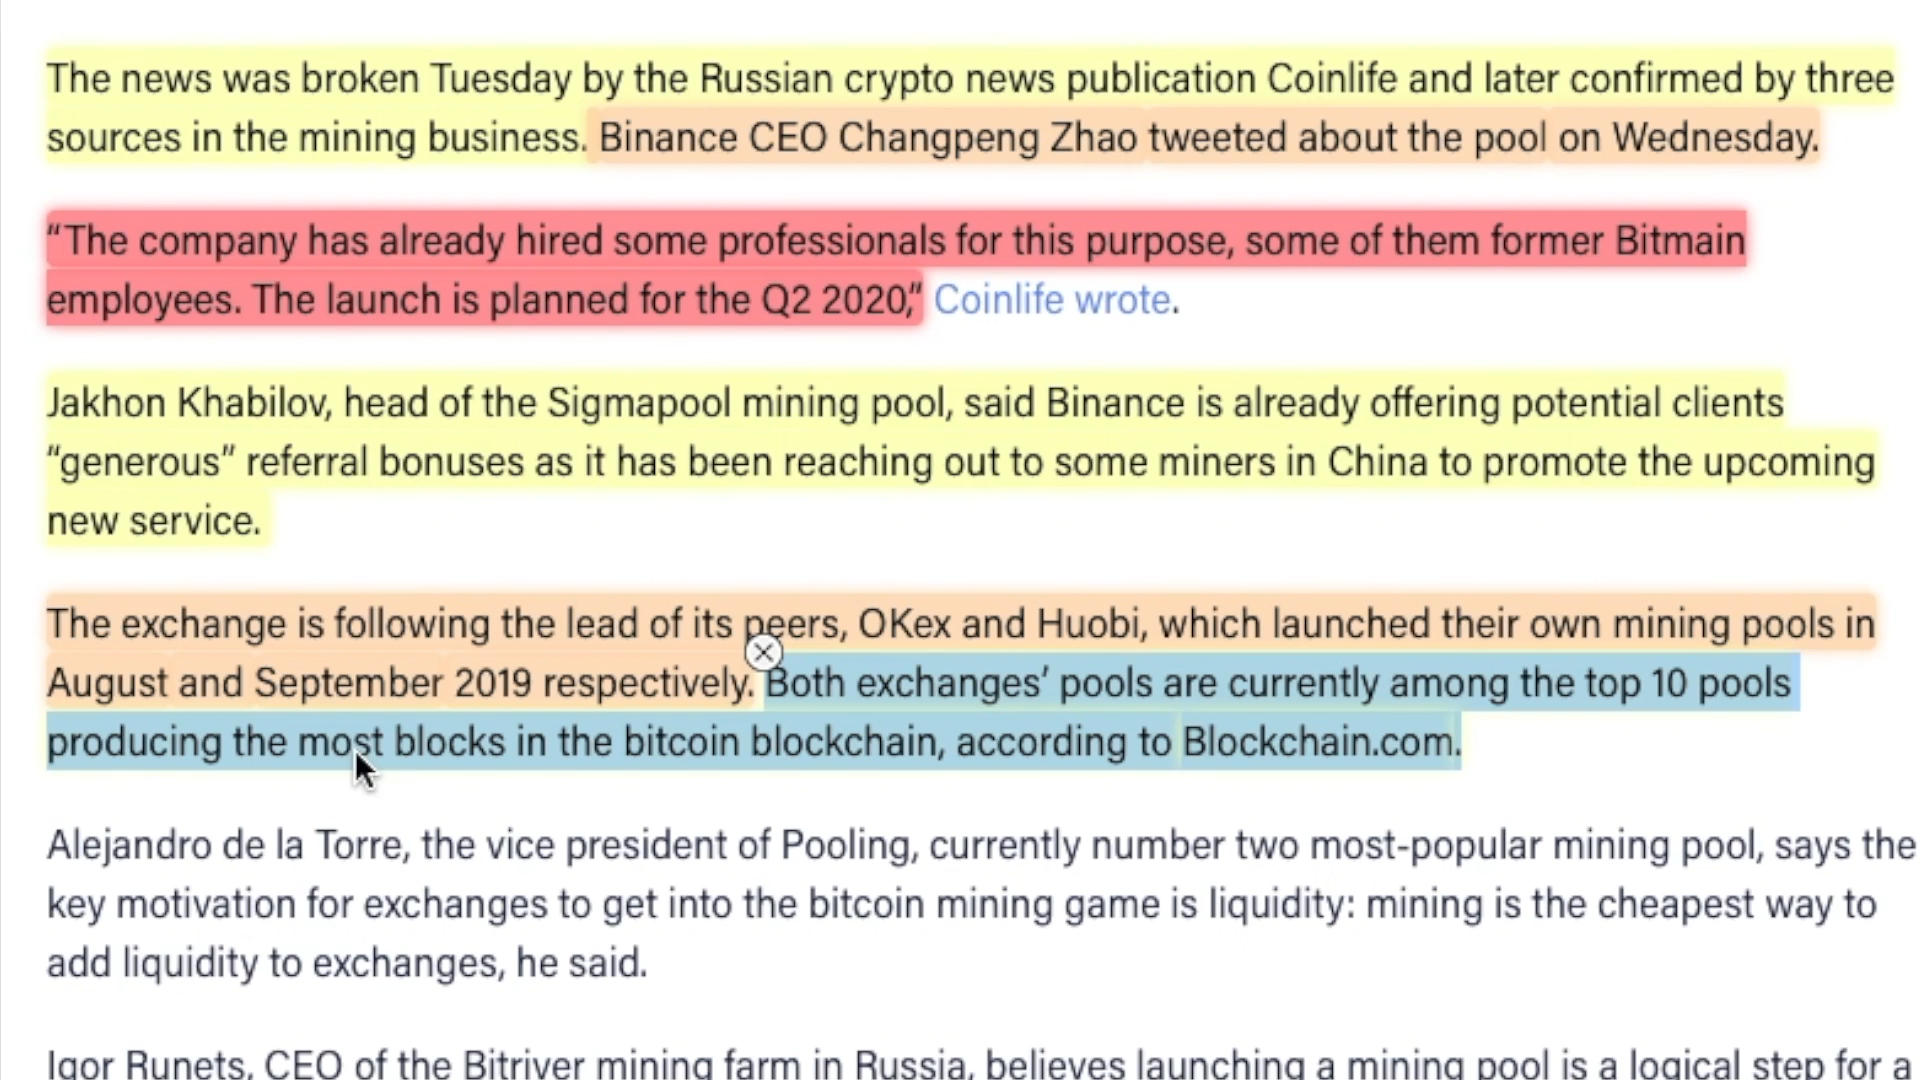 The news was broken Tuesday by the Russian crypto news publication Coinlife and later confirmed by three
sources in the mining business. Binance CEO Changpeng Zhao tweeted about the pool on Wednesday.
“The company has already hired some professionals for this purpose, some of them former Bitmain
employees. The launch is planned for the Q2 2020,” Coinlife wrote.
Jakhon Khabilov, head of the Sigmapool mining pool, said Binance is already offering potential clients
“generous” referral bonuses as it has been reaching out to some miners in China to promote the upcoming
new service.
The exchange is following the lead of its peers, OKex and Huobi, which launched their own mining pools in
August and September 2019 respectively. Both exchanges’ pools are currently among the top 10 pools
producing the most blocks in the bitcoin blockchain, according to Blockchain.com.
Alejandro de la Torre, the vice president of Pooling, currently number two most-popular mining pool, says the
key motivation for exchanges to get into the bitcoin mining game is liquidity: mining is the cheapest way to
add liquidity to exchanges, he said.
Igor Runets, CEO of the Bitriver mining farm in Russia, believes launching a mining pool is a logical step for a